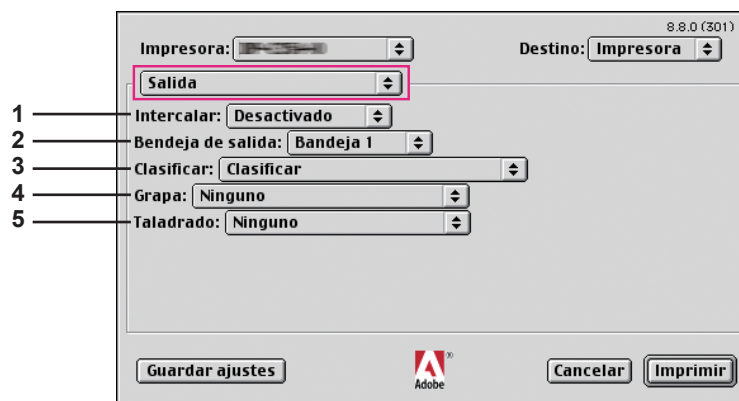 8.8.0 (301)
Impresora: Destino: Impresora
Salida
1 Intercalar: Desactivado
2 Bendeja de salida: Bandeja 1
3 Clasificar: Clasificar
4 Grapa: Ninguno
5 Taladrado: Ninguno
Guardar ajustes Adobe ® Cancelar Imprimir